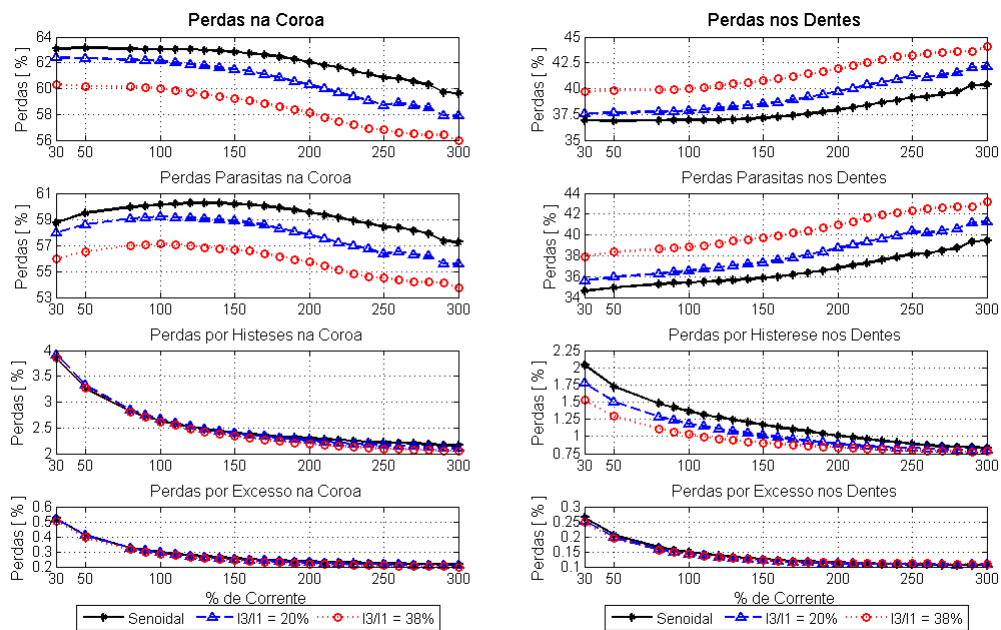 Perdas na Coroa
Perdas [ % ]
64
62
60
58
56
30 50 100 150 200 250 300
Perdas Parasitas na Coroa
Perdas [ % ]
61
59
57
55
53
30 50 100 150 200 250 300
Perdas por Histeses na Coroa
Perdas [ % ]
4
3.5
3
2.5
2
30 50 100 150 200 250 300
Perdas por Excesso na Coroa
Perdas [ % ]
0.6
0.5
0.4
0.3
0.2
30 50 100 150 200 250 300
% de Corrente
Senoidal I3/I1 = 20% I3/I1 = 38%
Perdas nos Dentes
Perdas [ % ]
45
42.5
40
37.5
35
30 50 100 150 200 250 300
Perdas Parasitas nos Dentes
Perdas [ % ]
44
42
40
38
36
34
30 50 100 150 200 250 300
Perdas por Histerese nos Dentes
Perdas [ % ]
2.25
2
1.75
1.5
1.25
1
0.75
30 50 100 150 200 250 300
Perdas por Excesso nos Dentes
Perdas [ % ]
0.3
0.25
0.2
0.15
0.1
30 50 100 150 200 250 300
% de Corrente
Senoidal I3/I1 = 20% I3/I1 = 38%